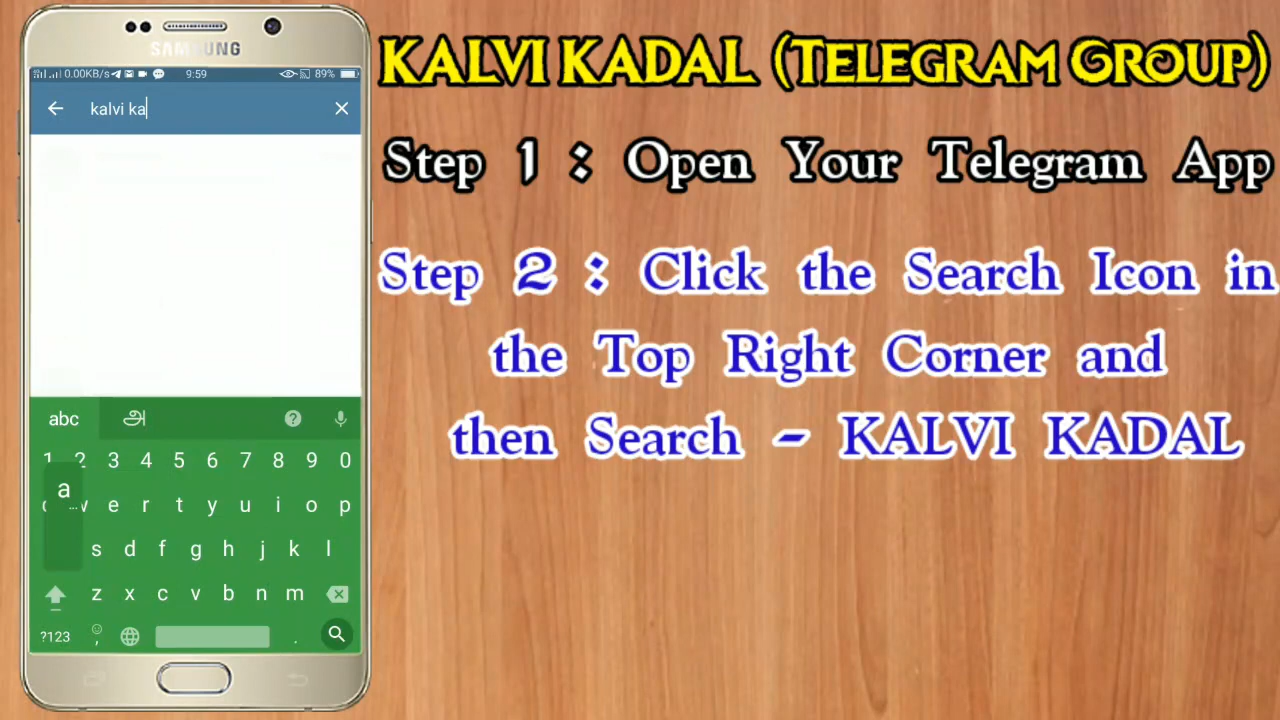 KALVI KADAL (TELEGRAM GROUP)
Step 1 : Open Your Telegram App
Step 2 : Click the Search Icon in
the Top Right Corner and
then Search - KALVI KADAL
SAMSUNG
0.00KB/s 9:59 89%
kalvi ka
abc அ ?
1 2 3 4 5 6 7 8 9 0
a
w e r t y u i o p
s d f g h j k l
z x c v b n m
?123 , .